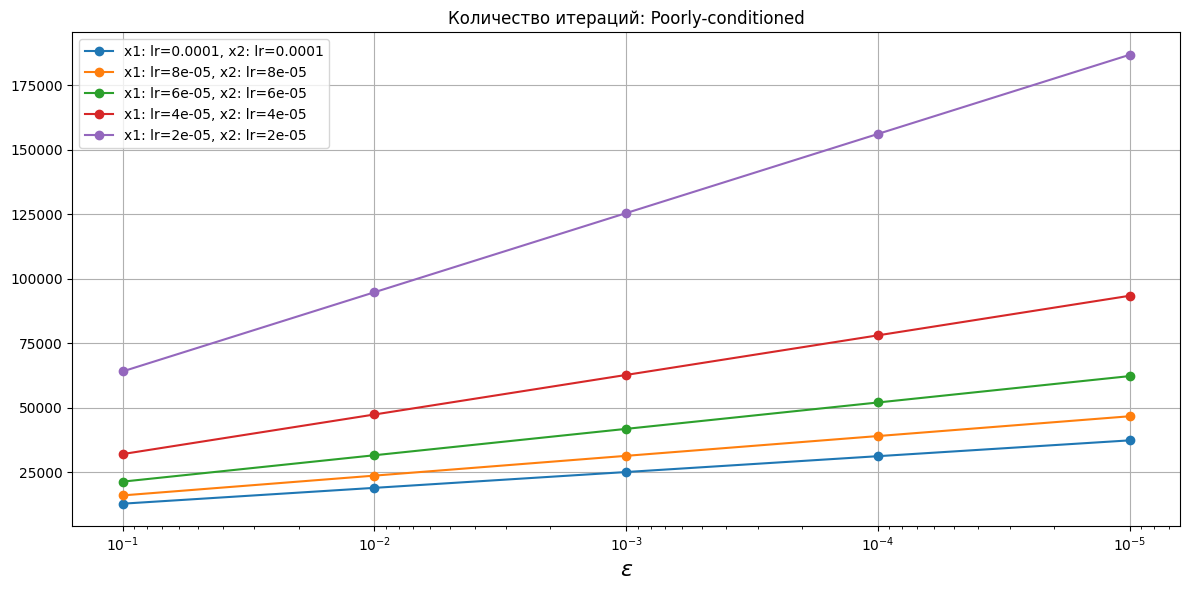 Количество итераций: Poorly-conditioned
x1: lr=0.0001, x2: lr=0.0001
x1: lr=8e-05, x2: lr=8e-05
x1: lr=6e-05, x2: lr=6e-05
x1: lr=4e-05, x2: lr=4e-05
x1: lr=2e-05, x2: lr=2e-05
175000
150000
125000
100000
75000
50000
25000
10⁻¹ 10⁻² 10⁻³ 10⁻⁴ 10⁻⁵
ε